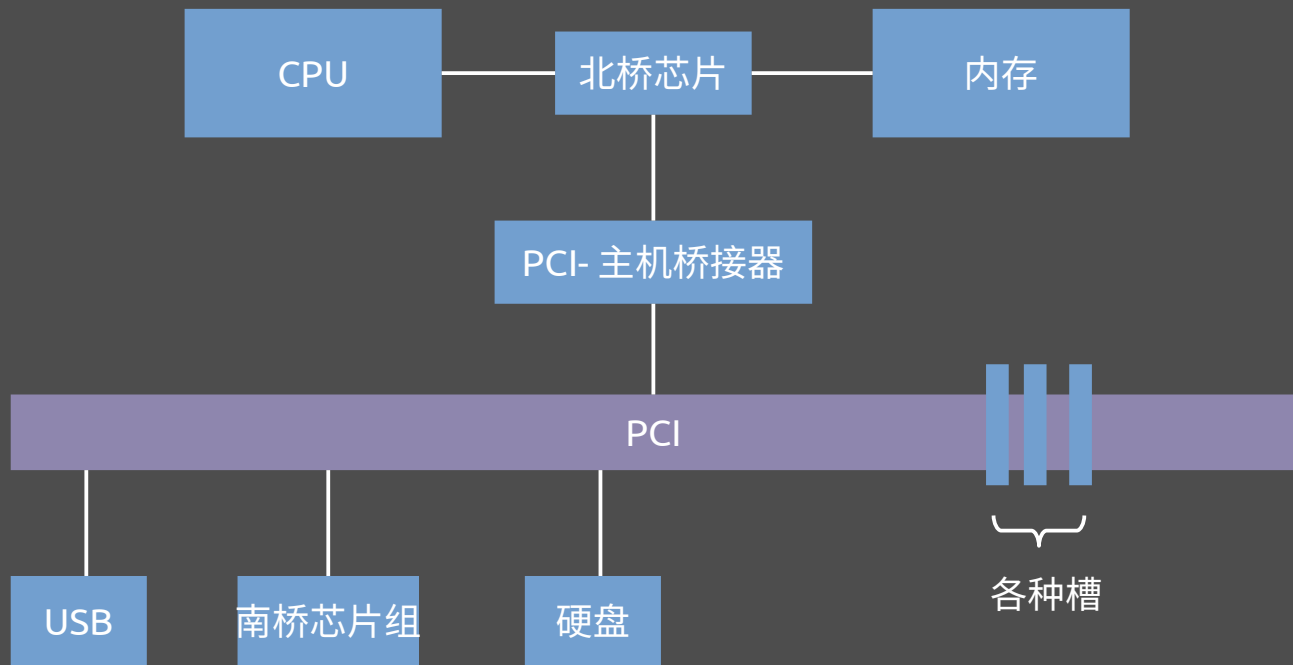 CPU
北桥芯片
内存
PCI- 主机桥接器
PCI
各种槽
USB
南桥芯片组
硬盘